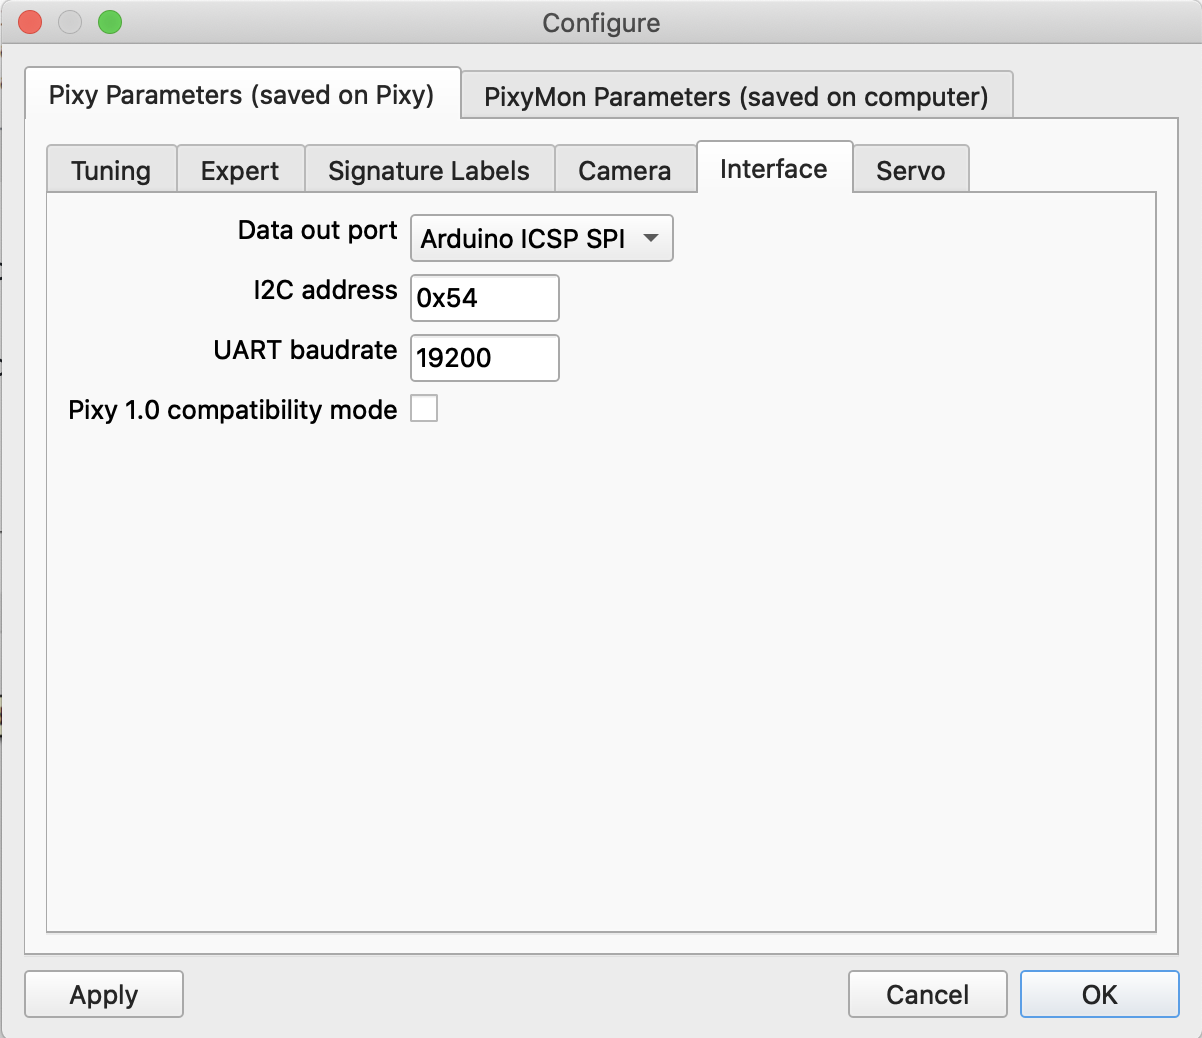 Configure
Pixy Parameters (saved on Pixy) PixyMon Parameters (saved on computer)
Tuning Expert Signature Labels Camera Interface Servo
Data out port Arduino ICSP SPI
I2C address 0x54
UART baudrate 19200
Pixy 1.0 compatibility mode
Apply Cancel OK